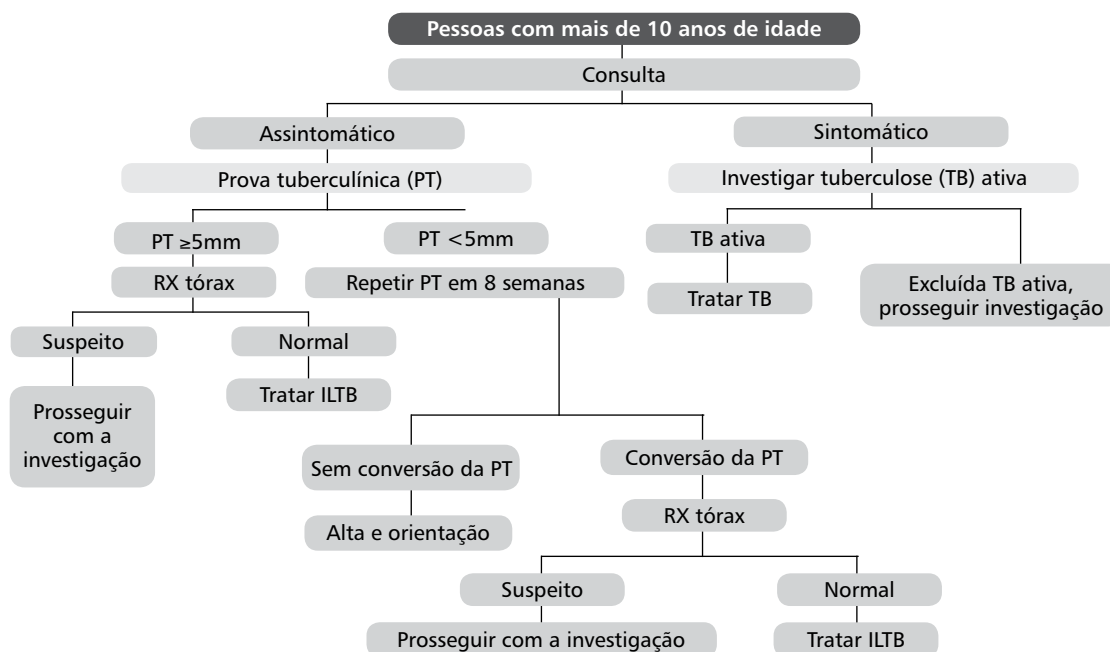 Pessoas com mais de 10 anos de idade
Consulta
Assintomático
Sintomático
Prova tuberculínica (PT)
Investigar tuberculose (TB) ativa
PT ≥5mm
PT <5mm
TB ativa
RX tórax
Repetir PT em 8 semanas
Tratar TB
Excluída TB ativa,
prosseguir investigação
Suspeito
Normal
Prosseguir
com a
investigação
Tratar ILTB
Sem conversão da PT
Conversão da PT
Alta e orientação
RX tórax
Suspeito
Normal
Prosseguir com a investigação
Tratar ILTB